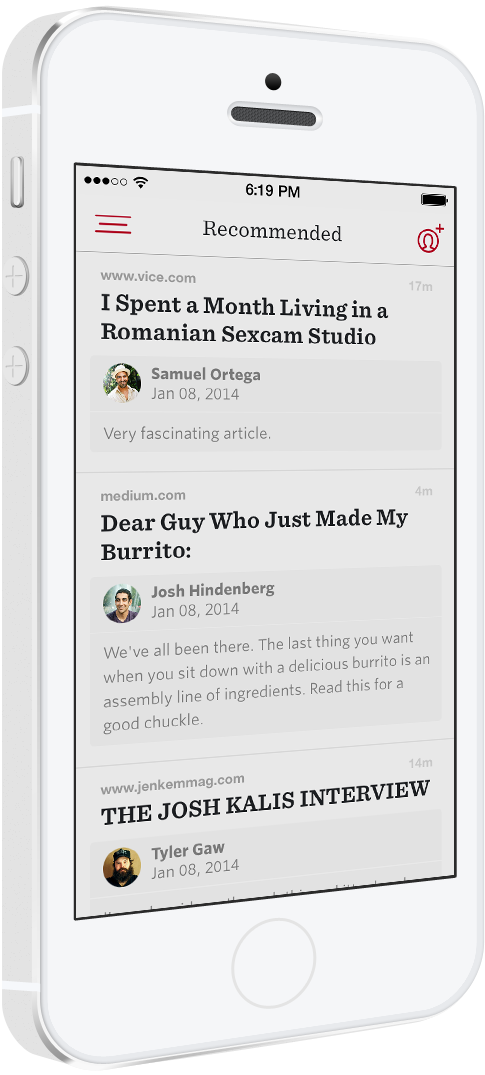 6:19 PM
Recommended
www.vice.com
17m
I Spent a Month Living in a
Romanian Sexcam Studio
Samuel Ortega
Jan 08, 2014
Very fascinating article.
medium.com
4m
Dear Guy Who Just Made My
Burrito:
Josh Hindenberg
Jan 08, 2014
We've all been there. The last thing you want
when you sit down with a delicious burrito is an
assembly line of ingredients. Read this for a
good chuckle.
www.jenkemmag.com
14m
THE JOSH KALIS INTERVIEW
Tyler Gaw
Jan 08, 2014